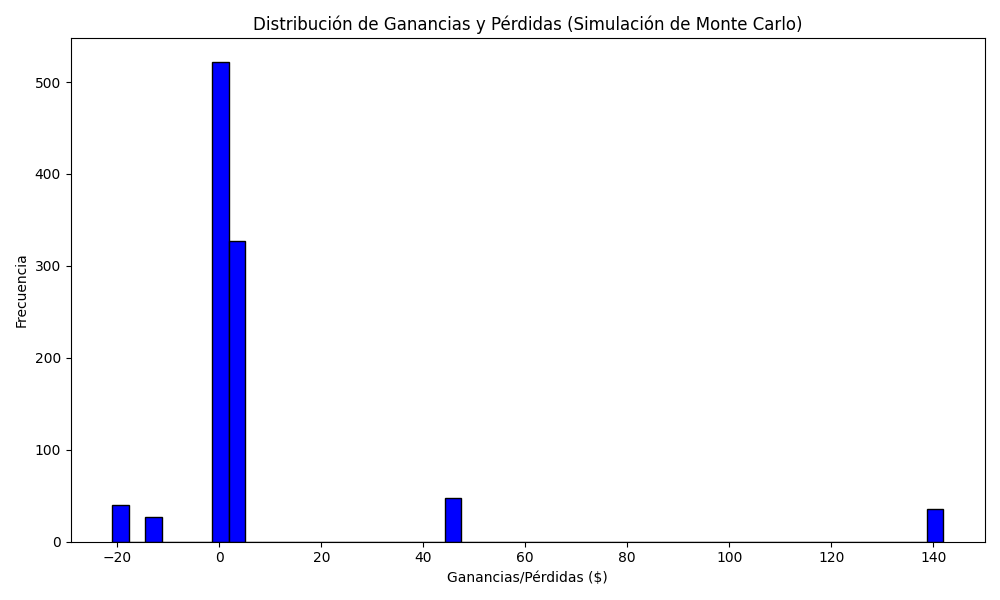 Distribución de Ganancias y Pérdidas (Simulación de Monte Carlo)
500
400
300
200
100
0
Frecuencia
−20 0 20 40 60 80 100 120 140
Ganancias/Pérdidas ($)